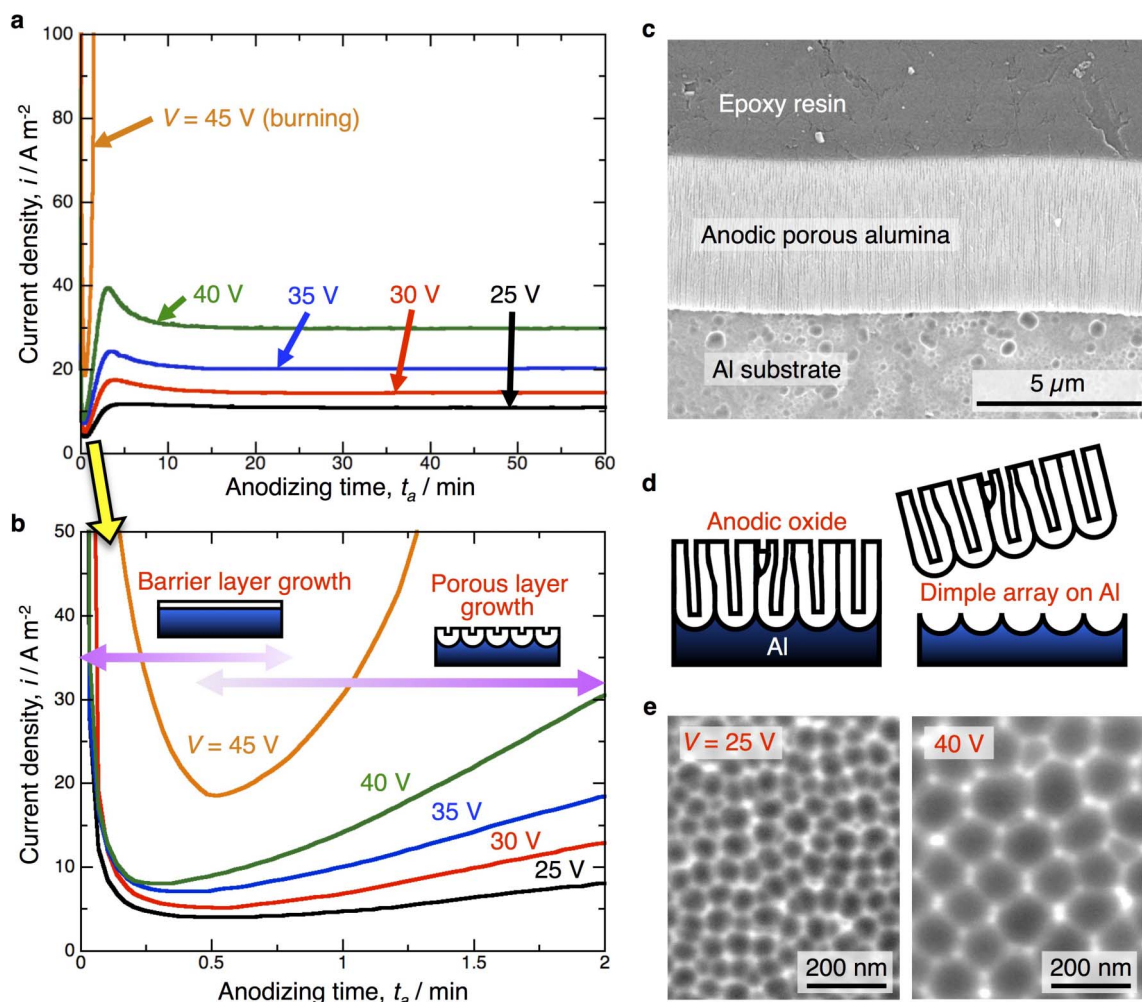 a
100
80
60
40
20
0
Current density, i / A m⁻²
V = 45 V (burning)
40 V
35 V
30 V
25 V
0
10
20
30
40
50
60
Anodizing time, tₐ / min
b
50
40
30
20
10
0
Current density, i / A m⁻²
Barrier layer growth
Porous layer
growth
V = 45 V
40 V
35 V
30 V
25 V
0
0.5
1
1.5
2
Anodizing time, tₐ / min
c
Epoxy resin
Anodic porous alumina
Al substrate
5 µm
d
Anodic oxide
Al
Dimple array on Al
e
V = 25 V
200 nm
40 V
200 nm